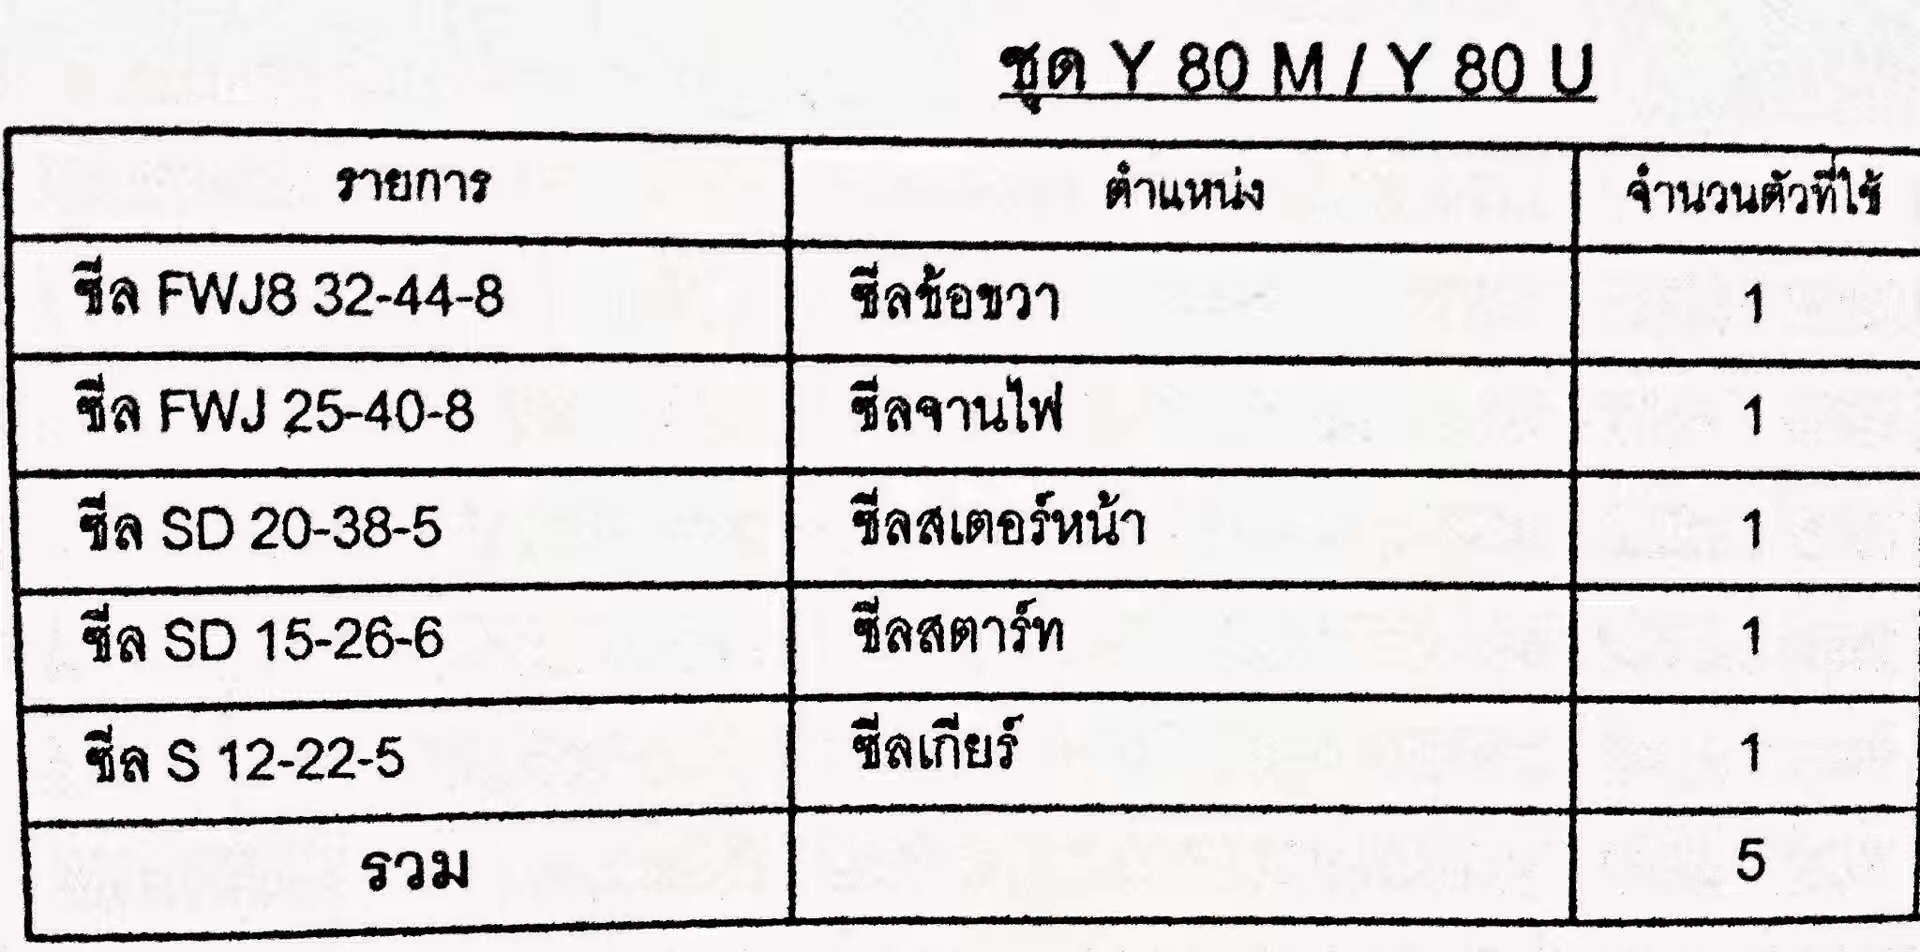 ชุด Y 80 M / Y 80 U
รายการ ตำแหน่ง จำนวนตัวที่ใช้
ซีล FWJ8 32-44-8 ซีลข้อขวา 1
ซีล FWJ 25-40-8 ซีลจานไฟ 1
ซีล SD 20-38-5 ซีลสเตอร์หน้า 1
ซีล SD 15-26-6 ซีลสตาร์ท 1
ซีล S 12-22-5 ซีลเกียร์ 1
รวม 5